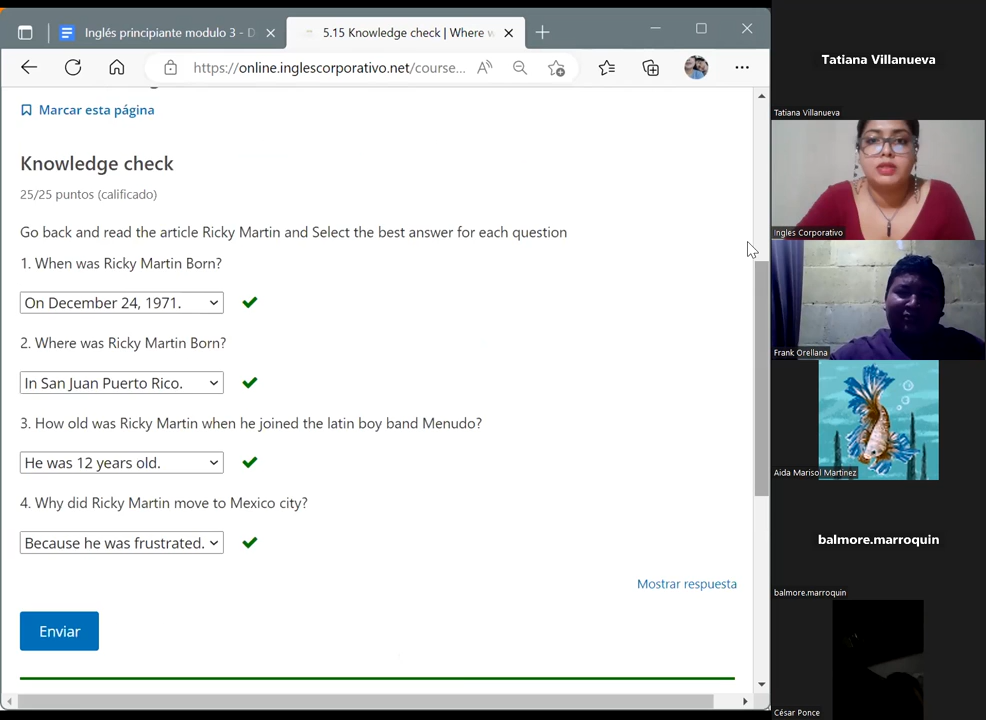 Inglés principiante modulo 3 - D
5.15 Knowledge check | Where w
https://online.inglescorporativo.net/course...
Marcar esta página
Knowledge check
25/25 puntos (calificado)
Go back and read the article Ricky Martin and Select the best answer for each question
1. When was Ricky Martin Born?
On December 24, 1971.
2. Where was Ricky Martin Born?
In San Juan Puerto Rico.
3. How old was Ricky Martin when he joined the latin boy band Menudo?
He was 12 years old.
4. Why did Ricky Martin move to Mexico city?
Because he was frustrated.
Mostrar respuesta
Enviar
Tatiana Villanueva
Tatiana Villanueva
Ingles Corporativo
Frank Orellana
Aida Marisol Martinez
balmore.marroquin
balmore.marroquin
César Ponce